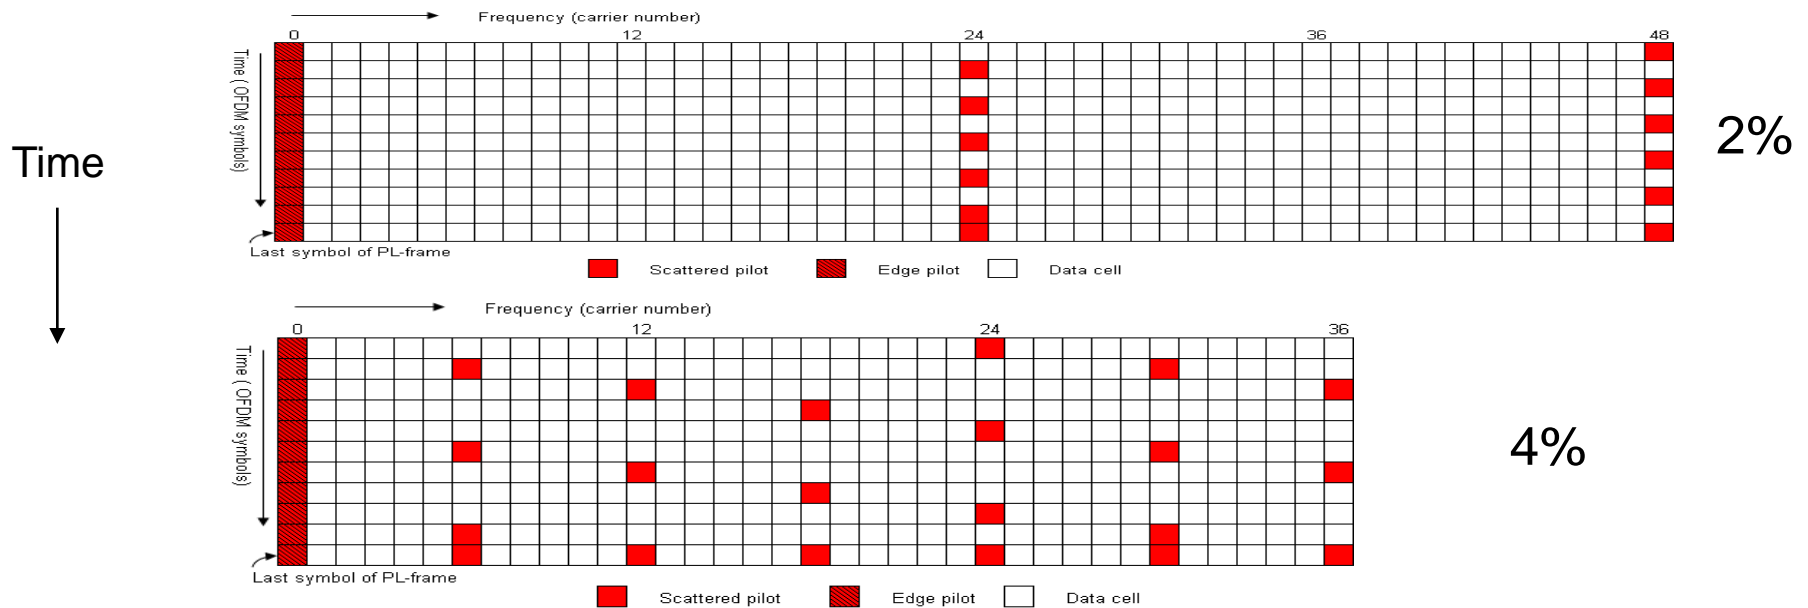 Frequency (carrier number)
0 12 24 36 48
Time ( OFDM symbols)
2%
Time
Last symbol of PL-frame
Scattered pilot Edge pilot Data cell
Frequency (carrier number)
0 12 24 36
Time ( OFDM symbols)
4%
Last symbol of PL-frame
Scattered pilot Edge pilot Data cell